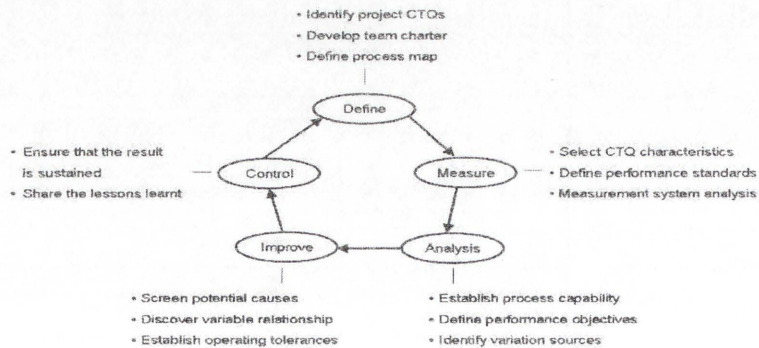 • Identify project CTQs
• Develop team charter
• Define process map
Define
• Ensure that the result
is sustained
• Share the lessons learnt
Control
Measure
• Select CTQ characteristics
• Define performance standards
• Measurement system analysis
Improve
Analysis
• Screen potential causes
• Discover variable relationship
• Establish operating tolerances
• Establish process capability
• Define performance objectives
• Identify variation sources